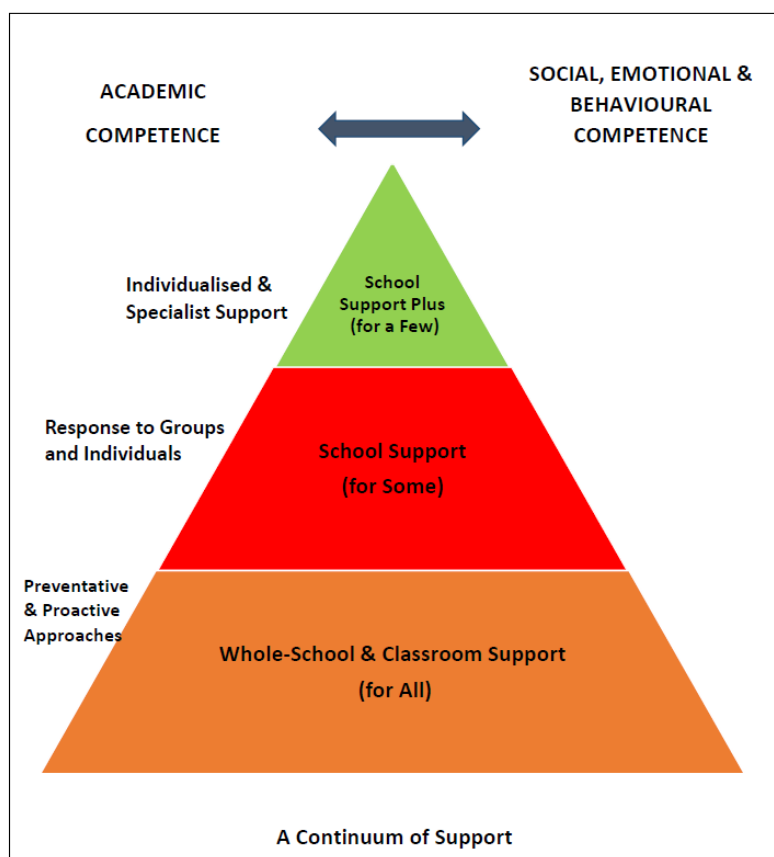 ACADEMIC
COMPETENCE
SOCIAL, EMOTIONAL &
BEHAVIOURAL
COMPETENCE
Individualised &
Specialist Support
School
Support Plus
(for a Few)
Response to Groups
and Individuals
School Support
(for Some)
Preventative
& Proactive
Approaches
Whole-School & Classroom Support
(for All)
A Continuum of Support